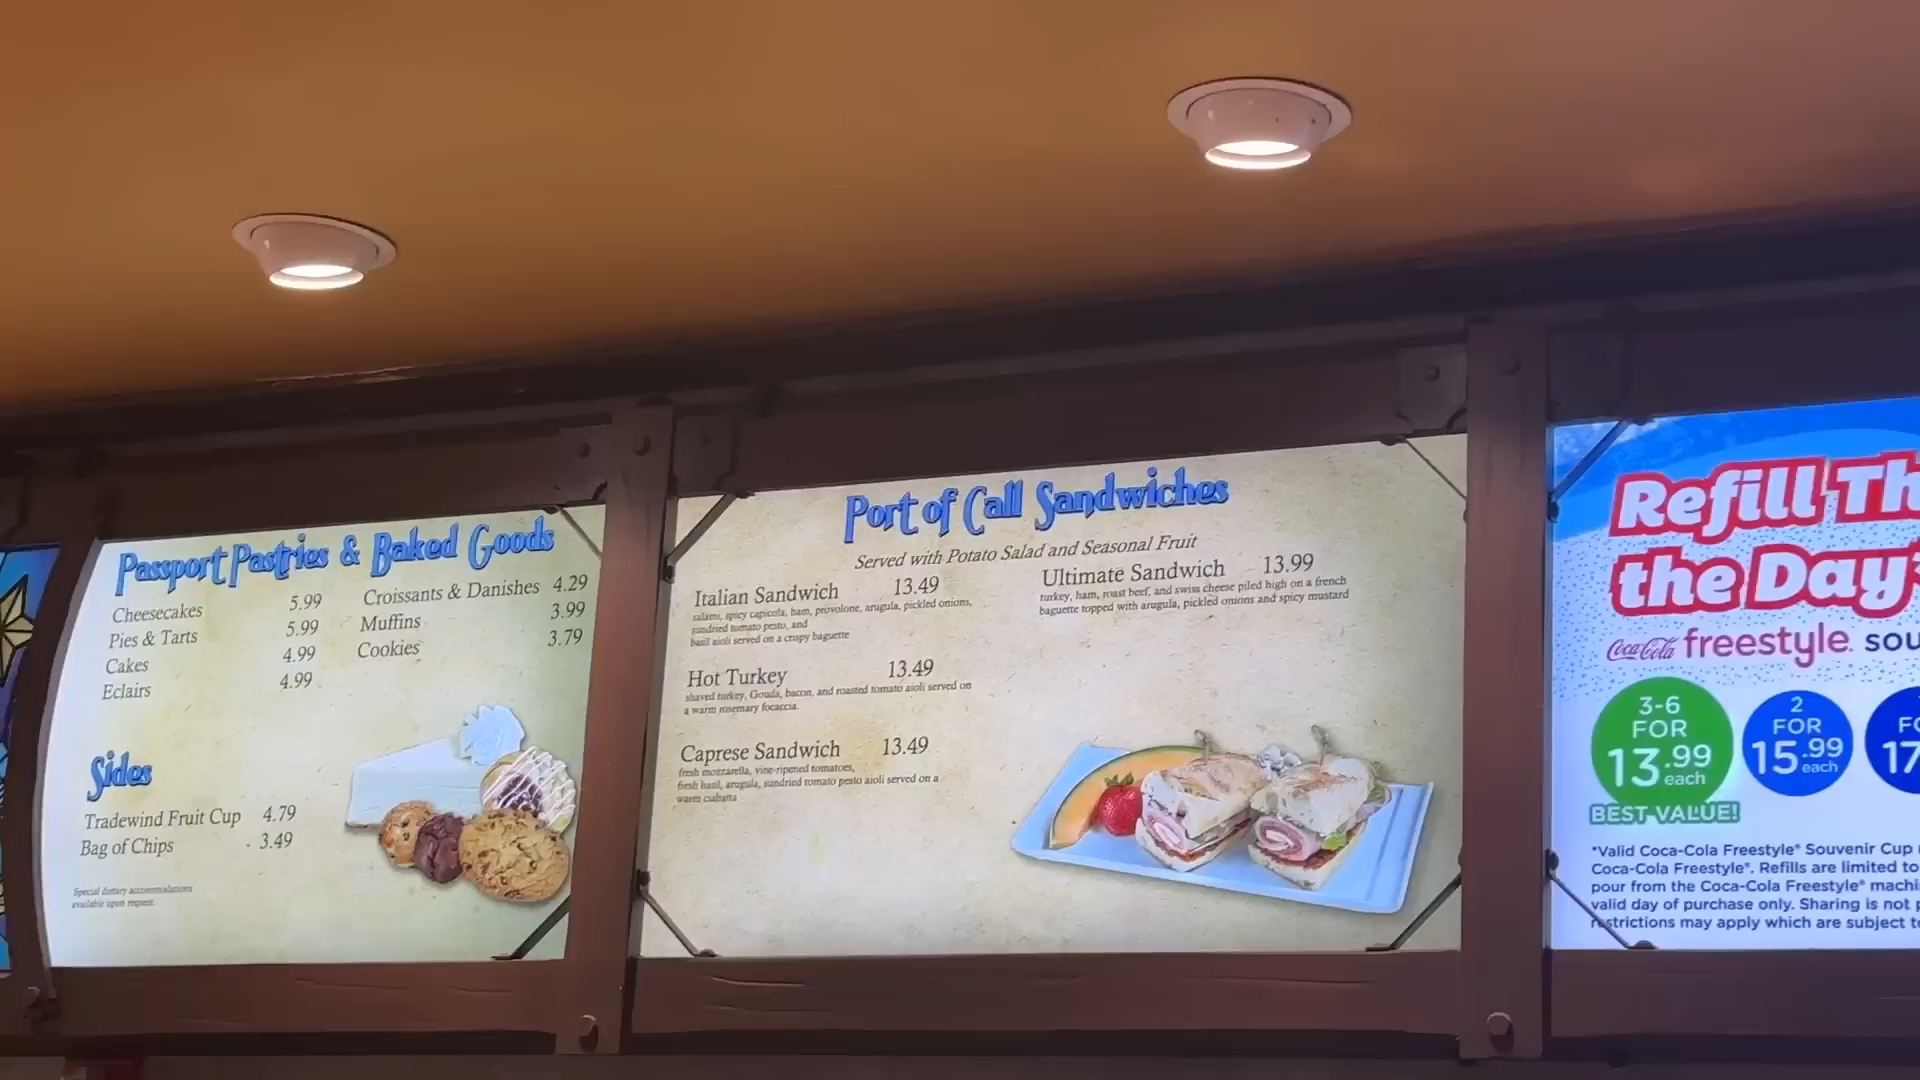 Passport Pastries & Baked Goods
Cheesecakes 5.99
Pies & Tarts 5.99
Cakes 4.99
Eclairs 4.99
Croissants & Danishes 4.29
Muffins 3.99
Cookies 3.79
Sides
Tradewind Fruit Cup 4.79
Bag of Chips 3.49
Special dietary accommodations
available upon request
Port of Call Sandwiches
Served with Potato Salad and Seasonal Fruit
Italian Sandwich 13.49
salami, spicy capicola, ham, provolone, arugula, pickled onions,
sundried tomato pesto, and
basil aioli served on a crispy baguette
Hot Turkey 13.49
shaved turkey, Gouda, bacon, and roasted tomato aioli served on
a warm rosemary focaccia.
Caprese Sandwich 13.49
fresh mozzarella, vine-ripened tomatoes,
fresh basil, arugula, sundried tomato pesto aioli served on a
warm ciabatta
Ultimate Sandwich 13.99
turkey, ham, roast beef, and swiss cheese piled high on a french
baguette topped with arugula, pickled onions and spicy mustard
Refill Th
the Day
Coca-Cola freestyle. sou
3-6
FOR
13.99
each
BEST VALUE!
2
FOR
15.99
each
FO
17
*Valid Coca-Cola Freestyle® Souvenir Cup
Coca-Cola Freestyle®. Refills are limited to
pour from the Coca-Cola Freestyle® machi
valid day of purchase only. Sharing is not p
restrictions may apply which are subject to